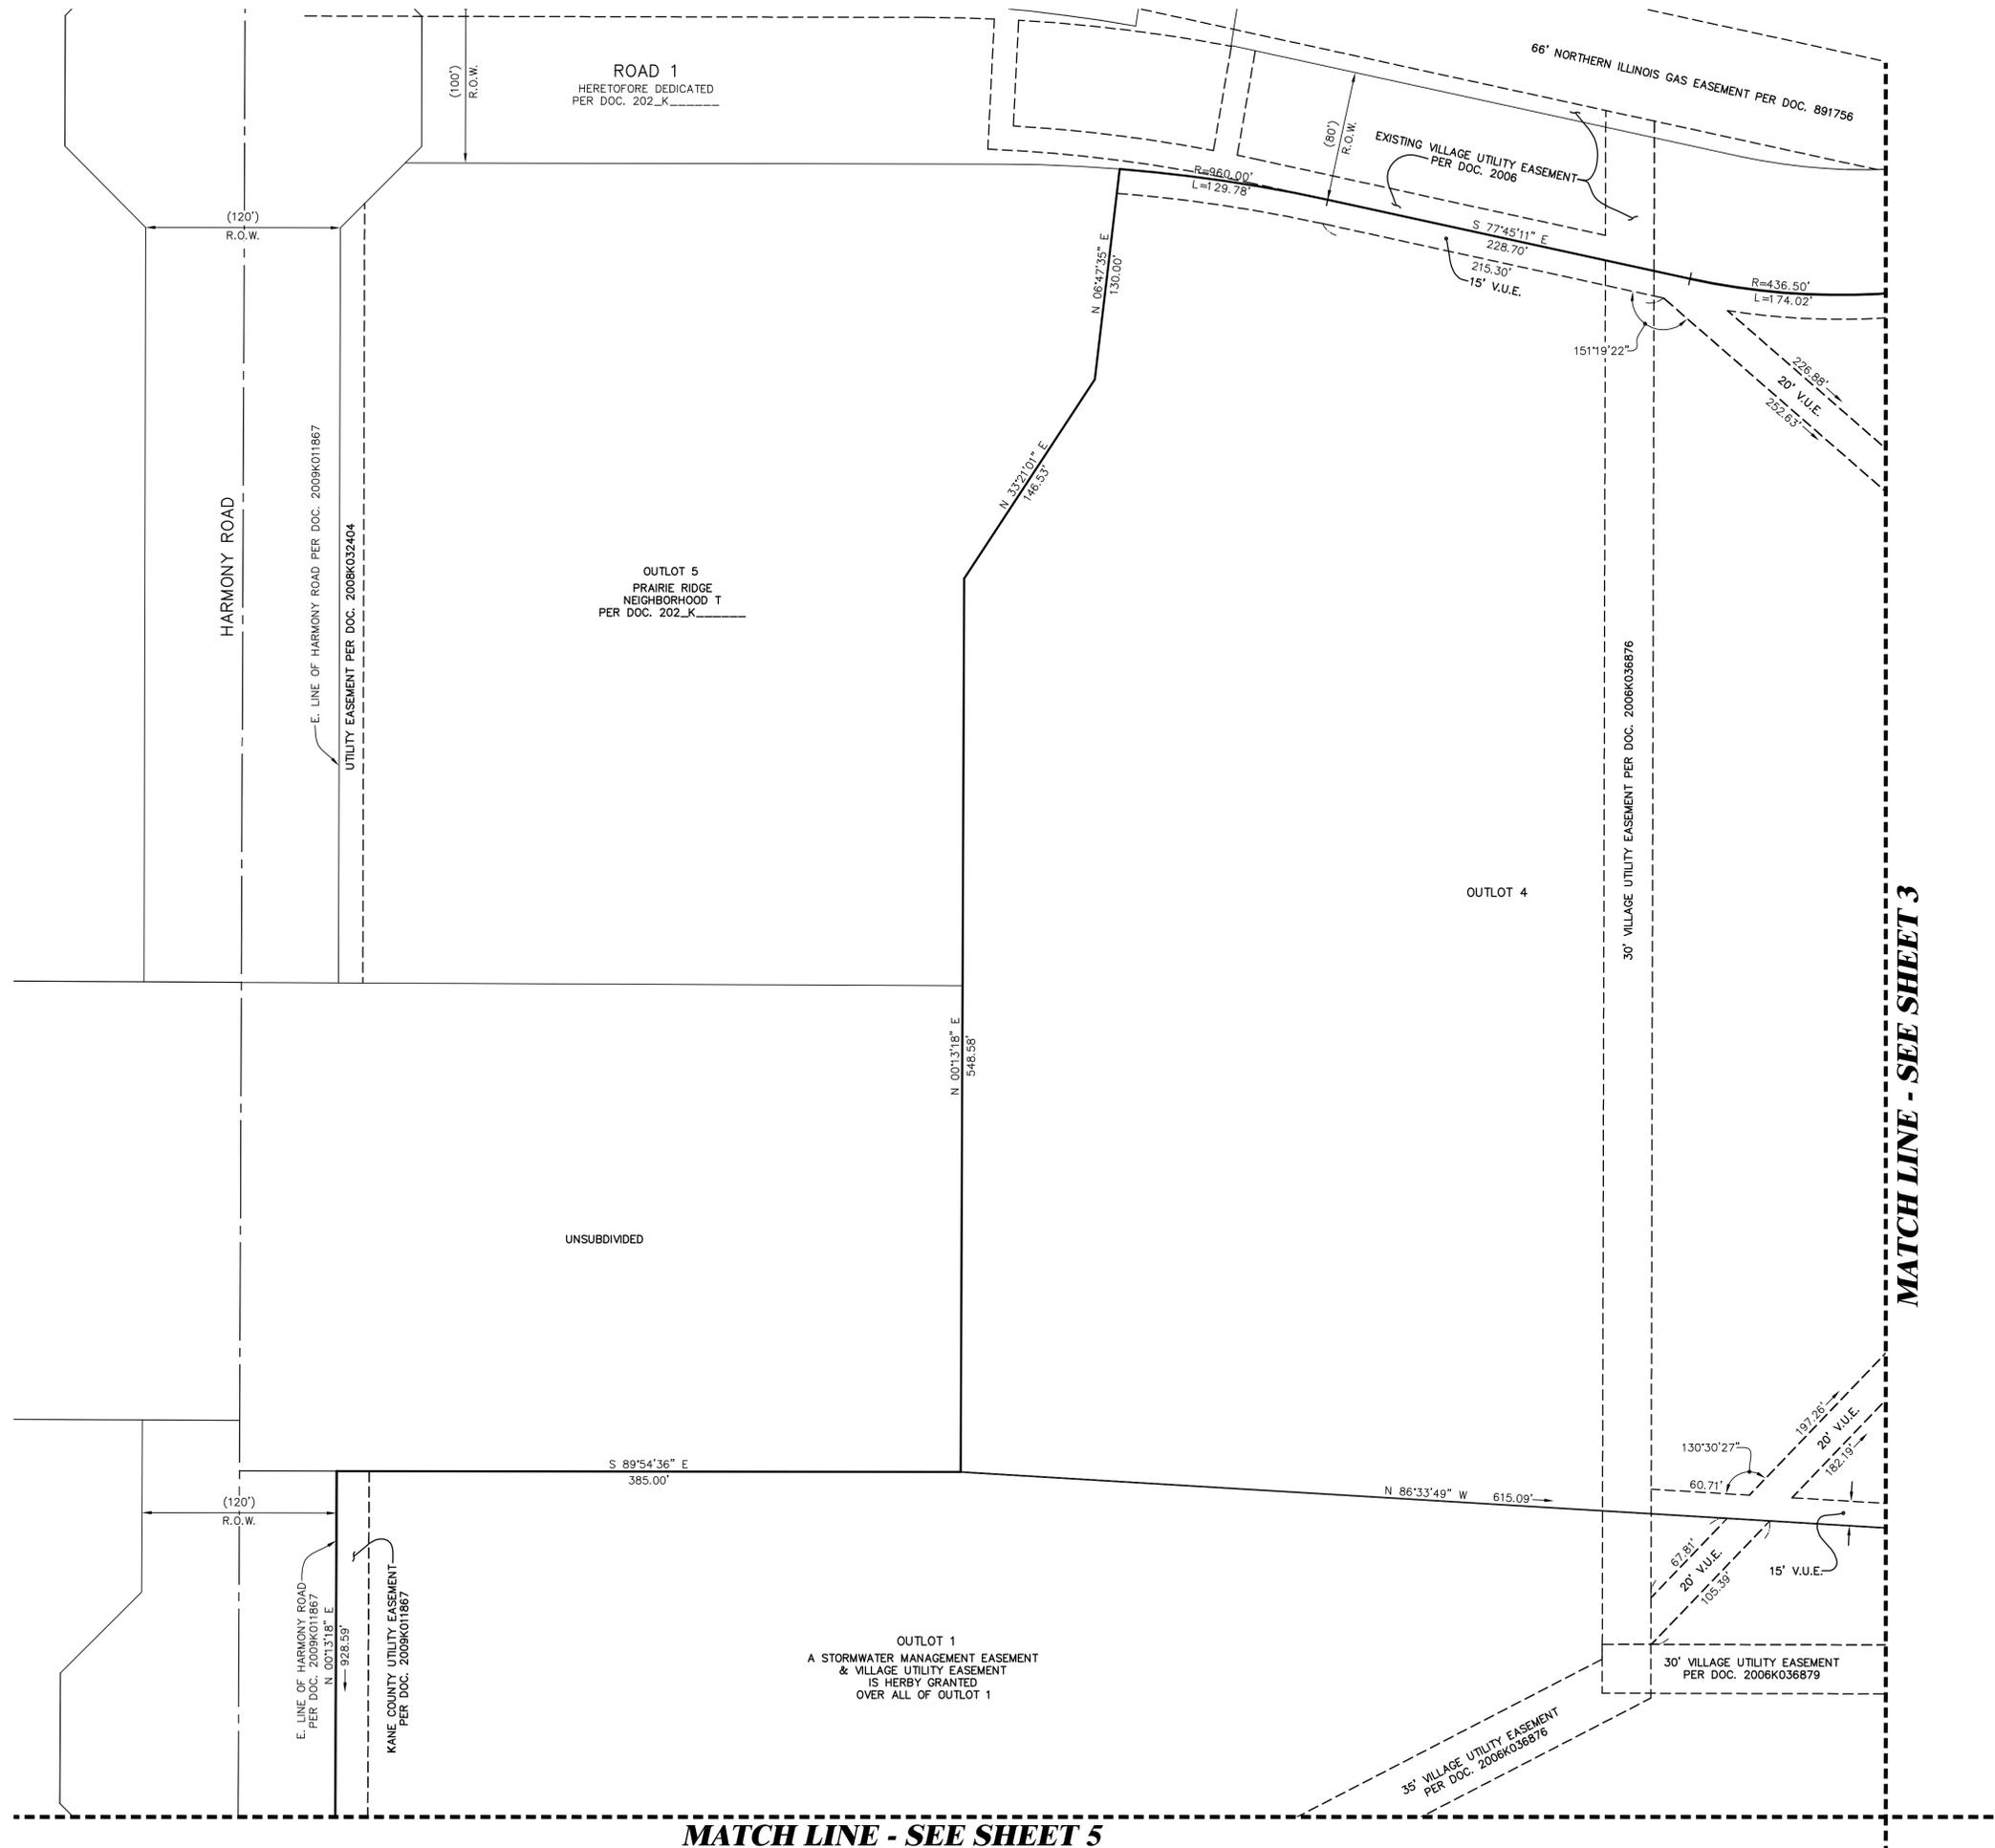 66' NORTHERN ILLINOIS GAS EASEMENT PER DOC. 891756
ROAD 1
HERETOFORE DEDICATED
PER DOC. 202_K______
(100')
R.O.W.
(80')
R.O.W.
EXISTING VILLAGE UTILITY EASEMENT
PER DOC. 2006
R=960.00'
L=129.78'
(120')
R.O.W.
S 77°45'11" E
228.70'
215.30'
15' V.U.E.
R=436.50'
L=174.02'
N 06°47'35" E
130.00'
151°19'22"
226.88'
20' V.U.E.
252.63'
N 33°21'01" E
146.53'
HARMONY ROAD
E. LINE OF HARMONY ROAD PER DOC. 2009K011867
UTILITY EASEMENT PER DOC. 2008K032404
OUTLOT 5
PRAIRIE RIDGE
NEIGHBORHOOD T
PER DOC. 202_K______
30' VILLAGE UTILITY EASEMENT PER DOC. 2006K036876
OUTLOT 4
MATCH LINE - SEE SHEET 3
N 00°13'18" E
548.58'
UNSUBDIVIDED
S 89°54'36" E
385.00'
N 86°33'49" W 615.09'
130°30'27"
60.71'
197.26'
20' V.U.E.
182.19'
(120')
R.O.W.
67.81'
20' V.U.E.
105.39'
15' V.U.E.
E. LINE OF HARMONY ROAD
PER DOC. 2009K011867
N 00°13'18" E
928.59'
KANE COUNTY UTILITY EASEMENT
PER DOC. 2009K011867
OUTLOT 1
A STORMWATER MANAGEMENT EASEMENT
& VILLAGE UTILITY EASEMENT
IS HERBY GRANTED
OVER ALL OF OUTLOT 1
30' VILLAGE UTILITY EASEMENT
PER DOC. 2006K036879
35' VILLAGE UTILITY EASEMENT
PER DOC. 2006K036876
MATCH LINE - SEE SHEET 5